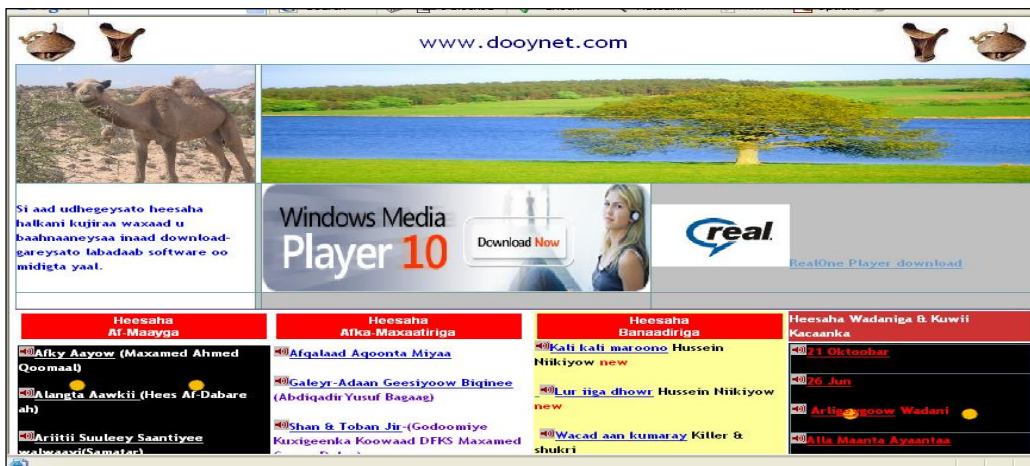 www.dooynet.com
Si aad udhegeysato heesaha
halkani kujiraa waxaad u
baahnaaneysaa inaad download-
gareysato labadaab software oo
midigta yaal.
Windows Media
Player 10
Download Now
real
RealOne Player download
Heesaha
Af-Maayga
Afky Aayow (Maxamed Ahmed
Qoomaal)
Alangta Aawkii (Hees Af-Dabare
ah)
Ariitii Suuleey Saantiyee
walwaayi(Samatar)
Heesaha
Afka-Maxaatiriga
Afqalaad Aqoonta Miyaa
Galeyr-Adaan Geesiyoow Biqinee
(AbdiqadirYusuf Bagaag)
Shan & Toban Jir-(Godoomiye
Kuxigeenka Koowaad DFKS Maxamed
Heesaha
Banaadiriga
Kali kali maroono Hussein
Niikiyow new
Lur iiga dhowr Hussein Niikiyow
new
Wacad aan kumaray Killer &
shukri
Heesaha Wadaniga & Kuwii
Kacaanka
21 Oktoobar
26 Jun
Arligaygoow Wadani
Alla Maanta Ayaantaa